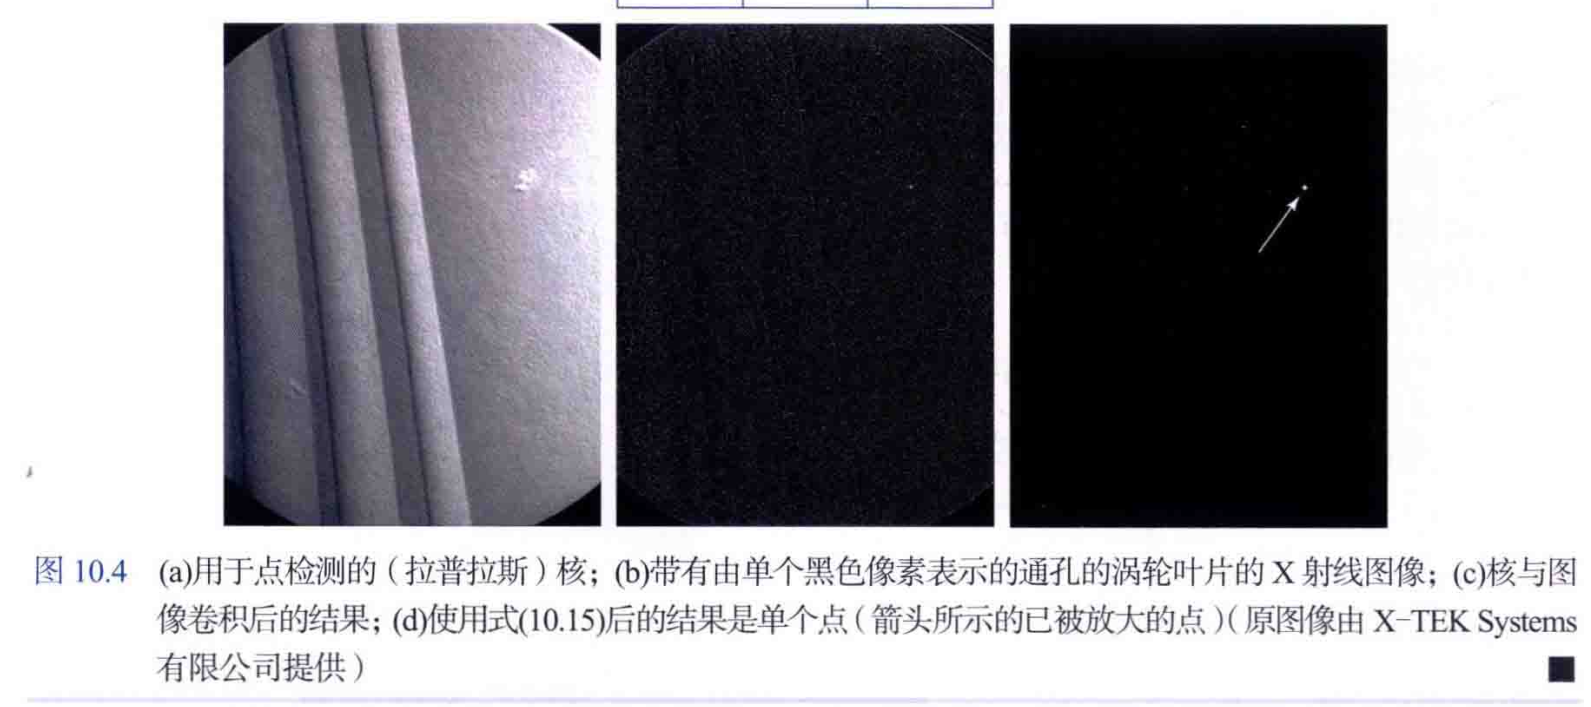 图 10.4 (a)用于点检测的（拉普拉斯）核；(b)带有由单个黑色像素表示的通孔的涡轮叶片的 X 射线图像；(c)核与图
像卷积后的结果；(d)使用式(10.15)后的结果是单个点（箭头所示的已被放大的点）（原图像由 X-TEK Systems
有限公司提供）